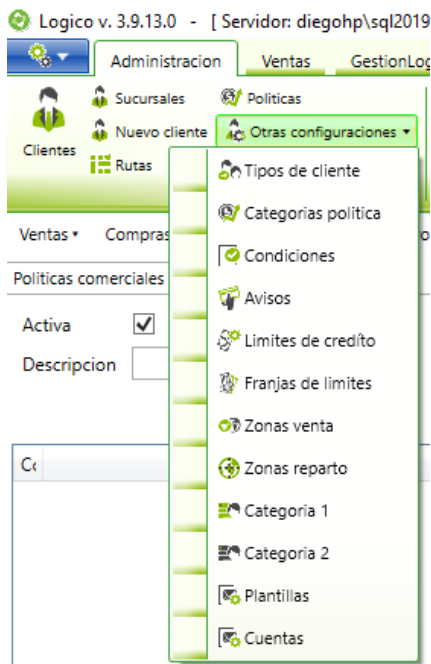 Logico v. 3.9.13.0 - [ Servidor: diegohp\sql2019
Administracion Ventas GestionLog
Clientes
Sucursales
Nuevo cliente
Rutas
Politicas
Otras configuraciones
Tipos de cliente
Categorias politica
Condiciones
Avisos
Limites de credíto
Franjas de limites
Zonas venta
Zonas reparto
Categoria 1
Categoria 2
Plantillas
Cuentas
Ventas Compras
Politicas comerciales
Activa
Descripcion